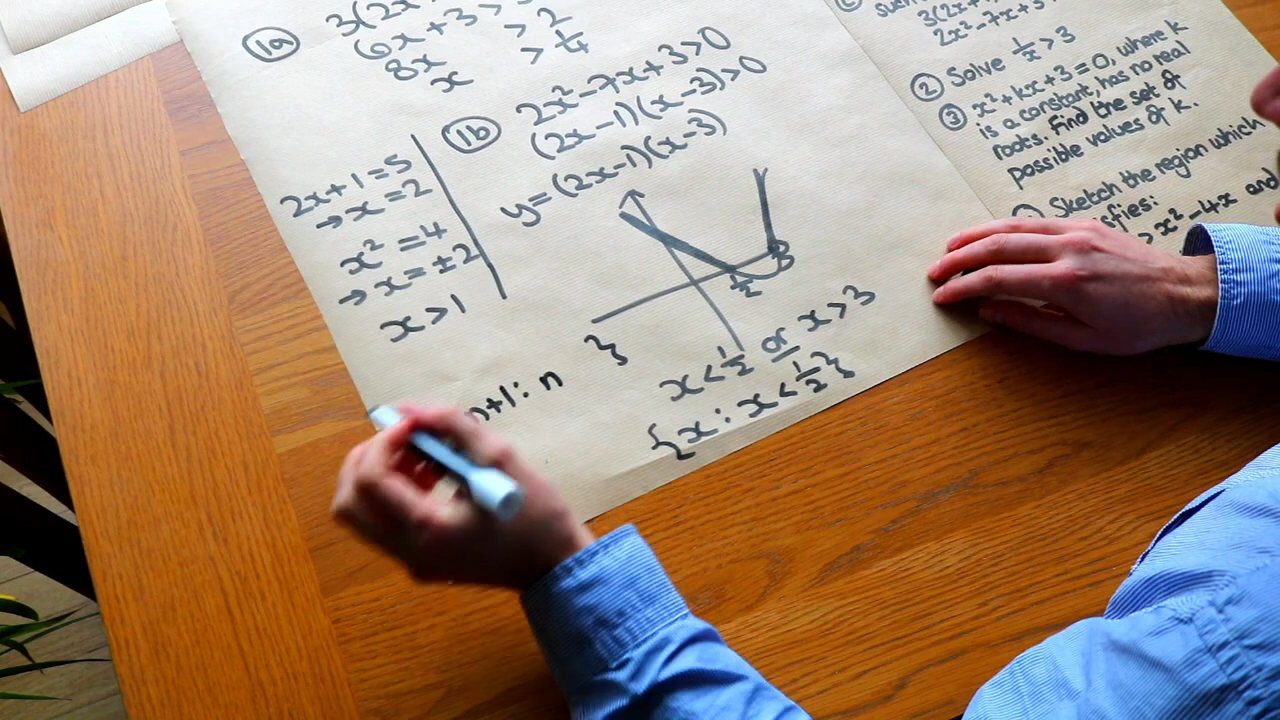 1a
3(2x
6x+3>
8x > 2
x > 1/4
2x+1=5
→x=2
x²=4
→x=±2
x>1
1b
2x²-7x+3>0
(2x-1)(x-3)>0
y=(2x-1)(x-3)
1/2 3
x<1/2 or x>3
{x:x<1/2}
}
n+1:n
3(2x+
2x²-7x+3
2 Solve 1/x>3
3 x²+kx+3=0, where k
is a constant, has no real
roots. Find the set of
possible values of k.
Sketch the region which
>x²-4x and